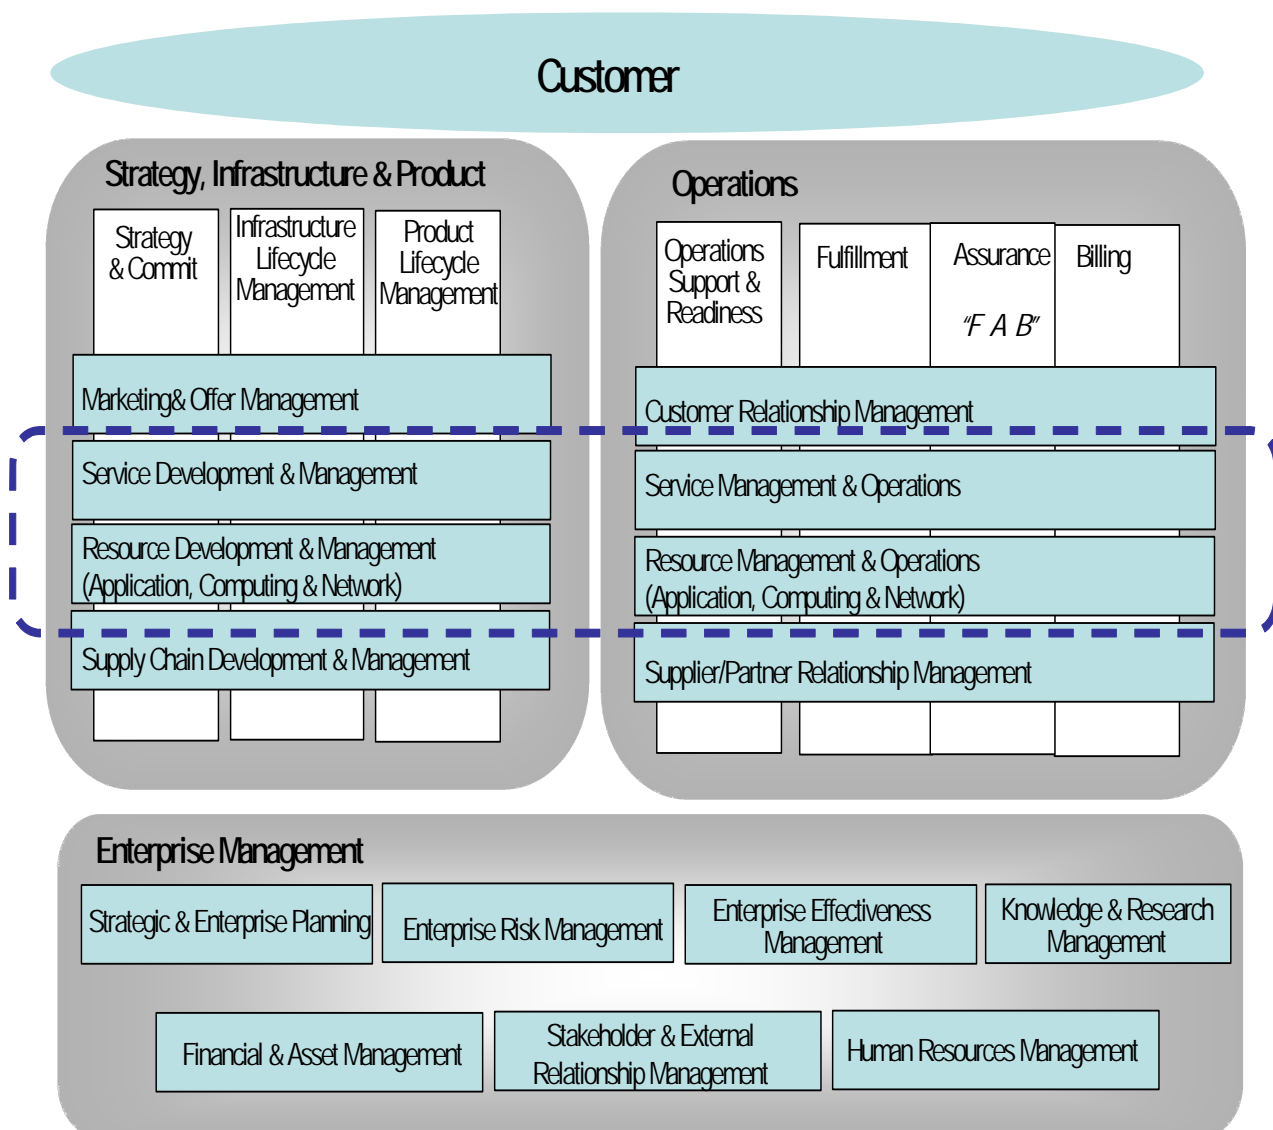 Customer
Strategy, Infrastructure & Product
Strategy
& Commit
Infrastructure
Lifecycle
Management
Product
Lifecycle
Management
Marketing& Offer Management
Service Development & Management
Resource Development & Management
(Application, Computing & Network)
Supply Chain Development & Management
Operations
Operations
Support &
Readiness
Fulfillment
Assurance
Billing
“F A B”
Customer Relationship Management
Service Management & Operations
Resource Management & Operations
(Application, Computing & Network)
Supplier/Partner Relationship Management
Enterprise Management
Strategic & Enterprise Planning
Enterprise Risk Management
Enterprise Effectiveness
Management
Knowledge & Research
Management
Financial & Asset Management
Stakeholder & External
Relationship Management
Human Resources Management